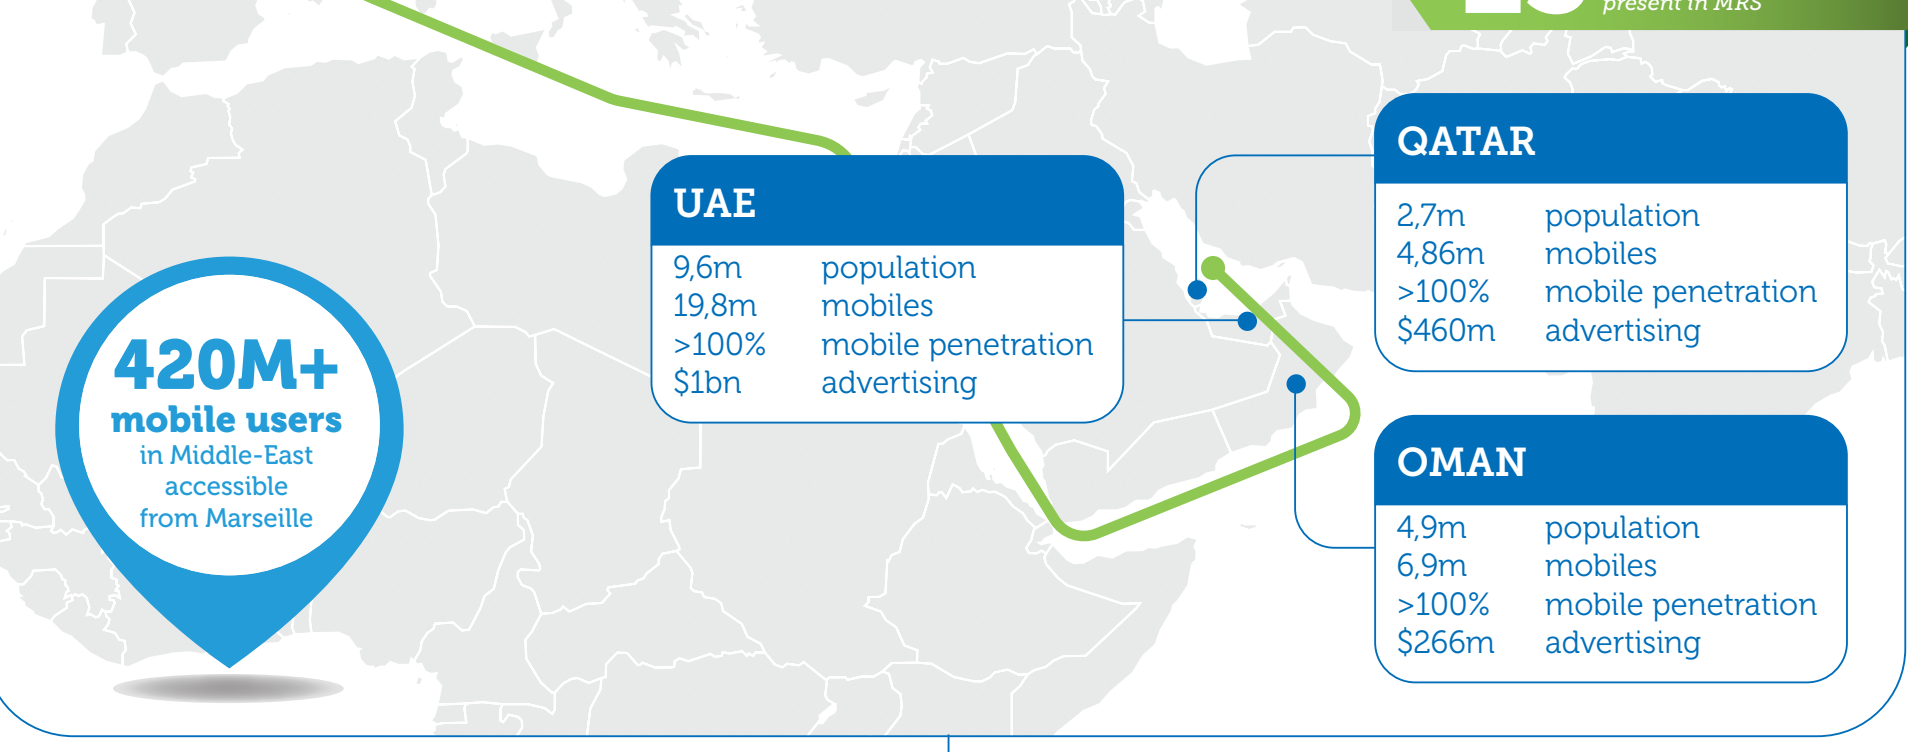 present in MRS
QATAR
2,7m population
4,86m mobiles
>100% mobile penetration
$460m advertising
UAE
9,6m population
19,8m mobiles
>100% mobile penetration
$1bn advertising
420M+
mobile users
in Middle-East
accessible
from Marseille
OMAN
4,9m population
6,9m mobiles
>100% mobile penetration
$266m advertising